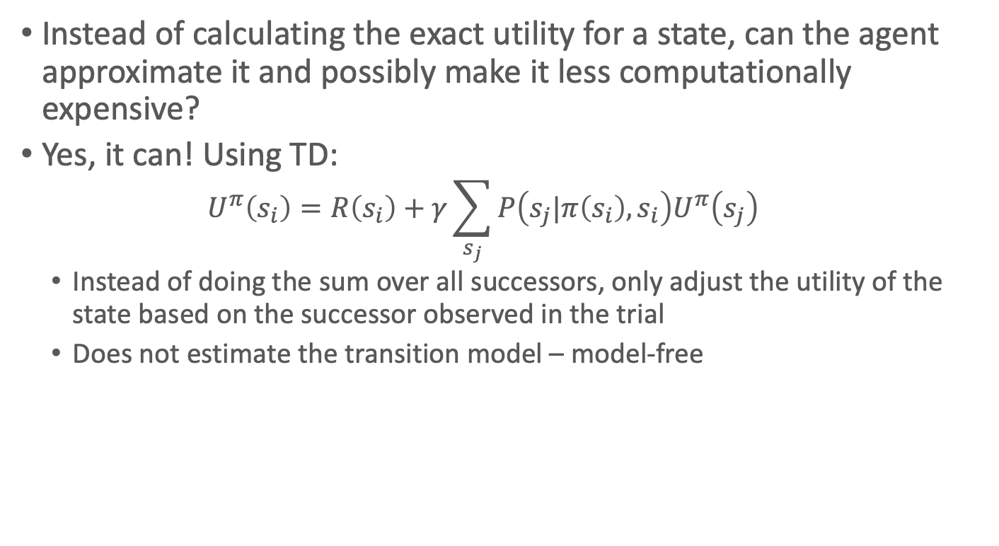 • Instead of calculating the exact utility for a state, can the agent
approximate it and possibly make it less computationally
expensive?
• Yes, it can! Using TD:
U^π(s_i) = R(s_i) + γ ∑_{s_j} P(s_j|π(s_i), s_i)U^π(s_j)
• Instead of doing the sum over all successors, only adjust the utility of the
state based on the successor observed in the trial
• Does not estimate the transition model – model-free